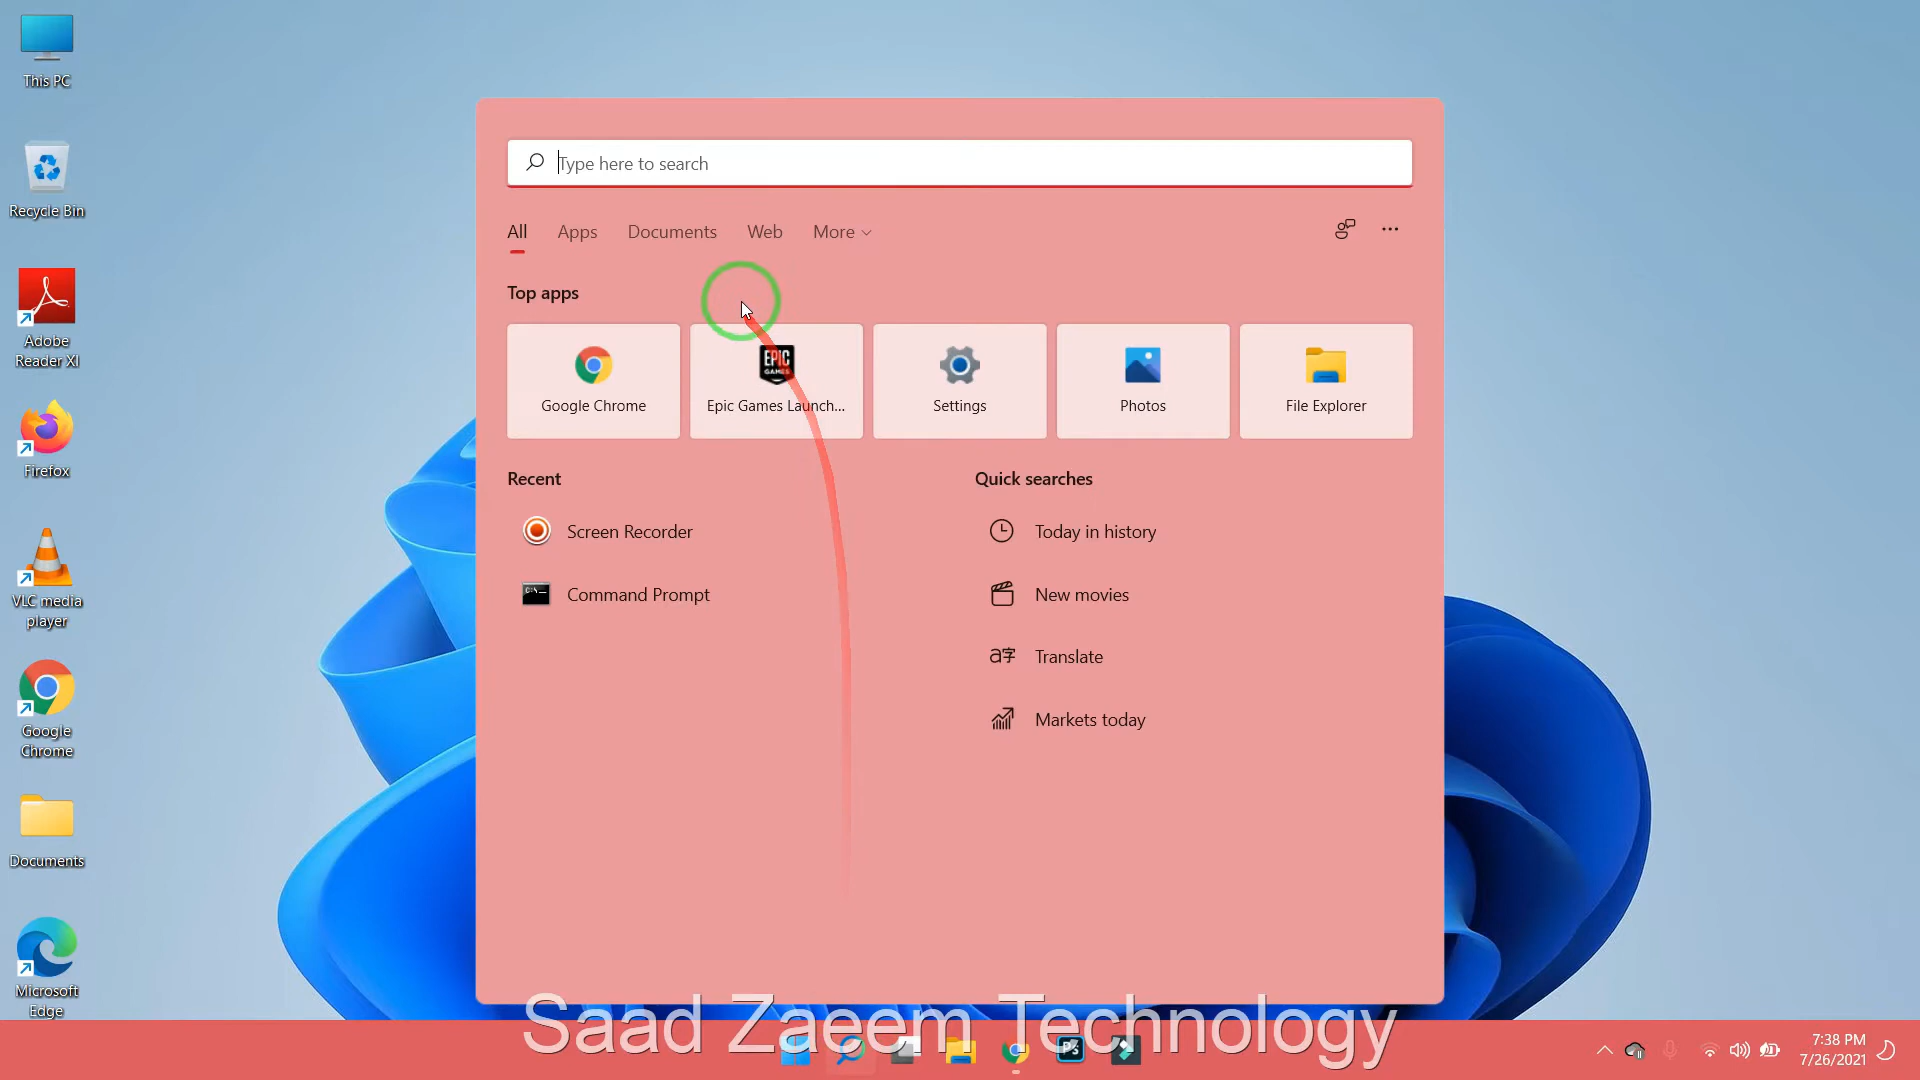 This PC
Recycle Bin
Adobe
Reader XI
Firefox
VLC media
player
Google
Chrome
Documents
Microsoft
Edge
Type here to search
All
Apps
Documents
Web
More
Top apps
EPIC
GAMES
Google Chrome
Epic Games Launch...
Settings
Photos
File Explorer
Recent
Screen Recorder
Command Prompt
Quick searches
Today in history
New movies
Translate
Markets today
Saad Zaeem Technology
PS
7:38 PM
7/26/2021